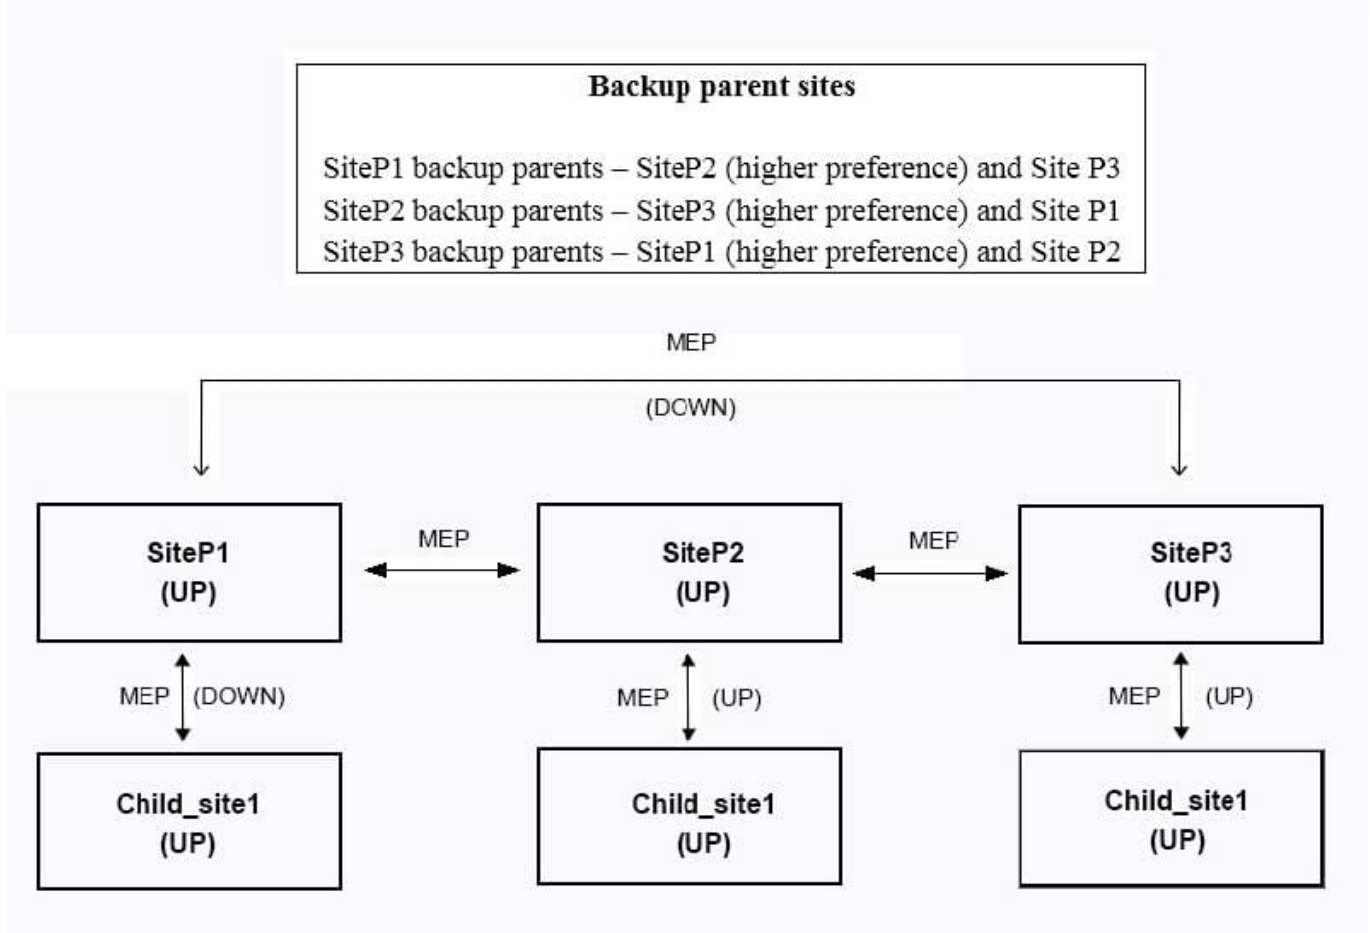 Backup parent sites
SiteP1 backup parents – SiteP2 (higher preference) and Site P3
SiteP2 backup parents – SiteP3 (higher preference) and Site P1
SiteP3 backup parents – SiteP1 (higher preference) and Site P2
MEP
(DOWN)
SiteP1
(UP)
MEP
SiteP2
(UP)
MEP
SiteP3
(UP)
MEP (DOWN)
MEP (UP)
MEP (UP)
Child_site1
(UP)
Child_site1
(UP)
Child_site1
(UP)